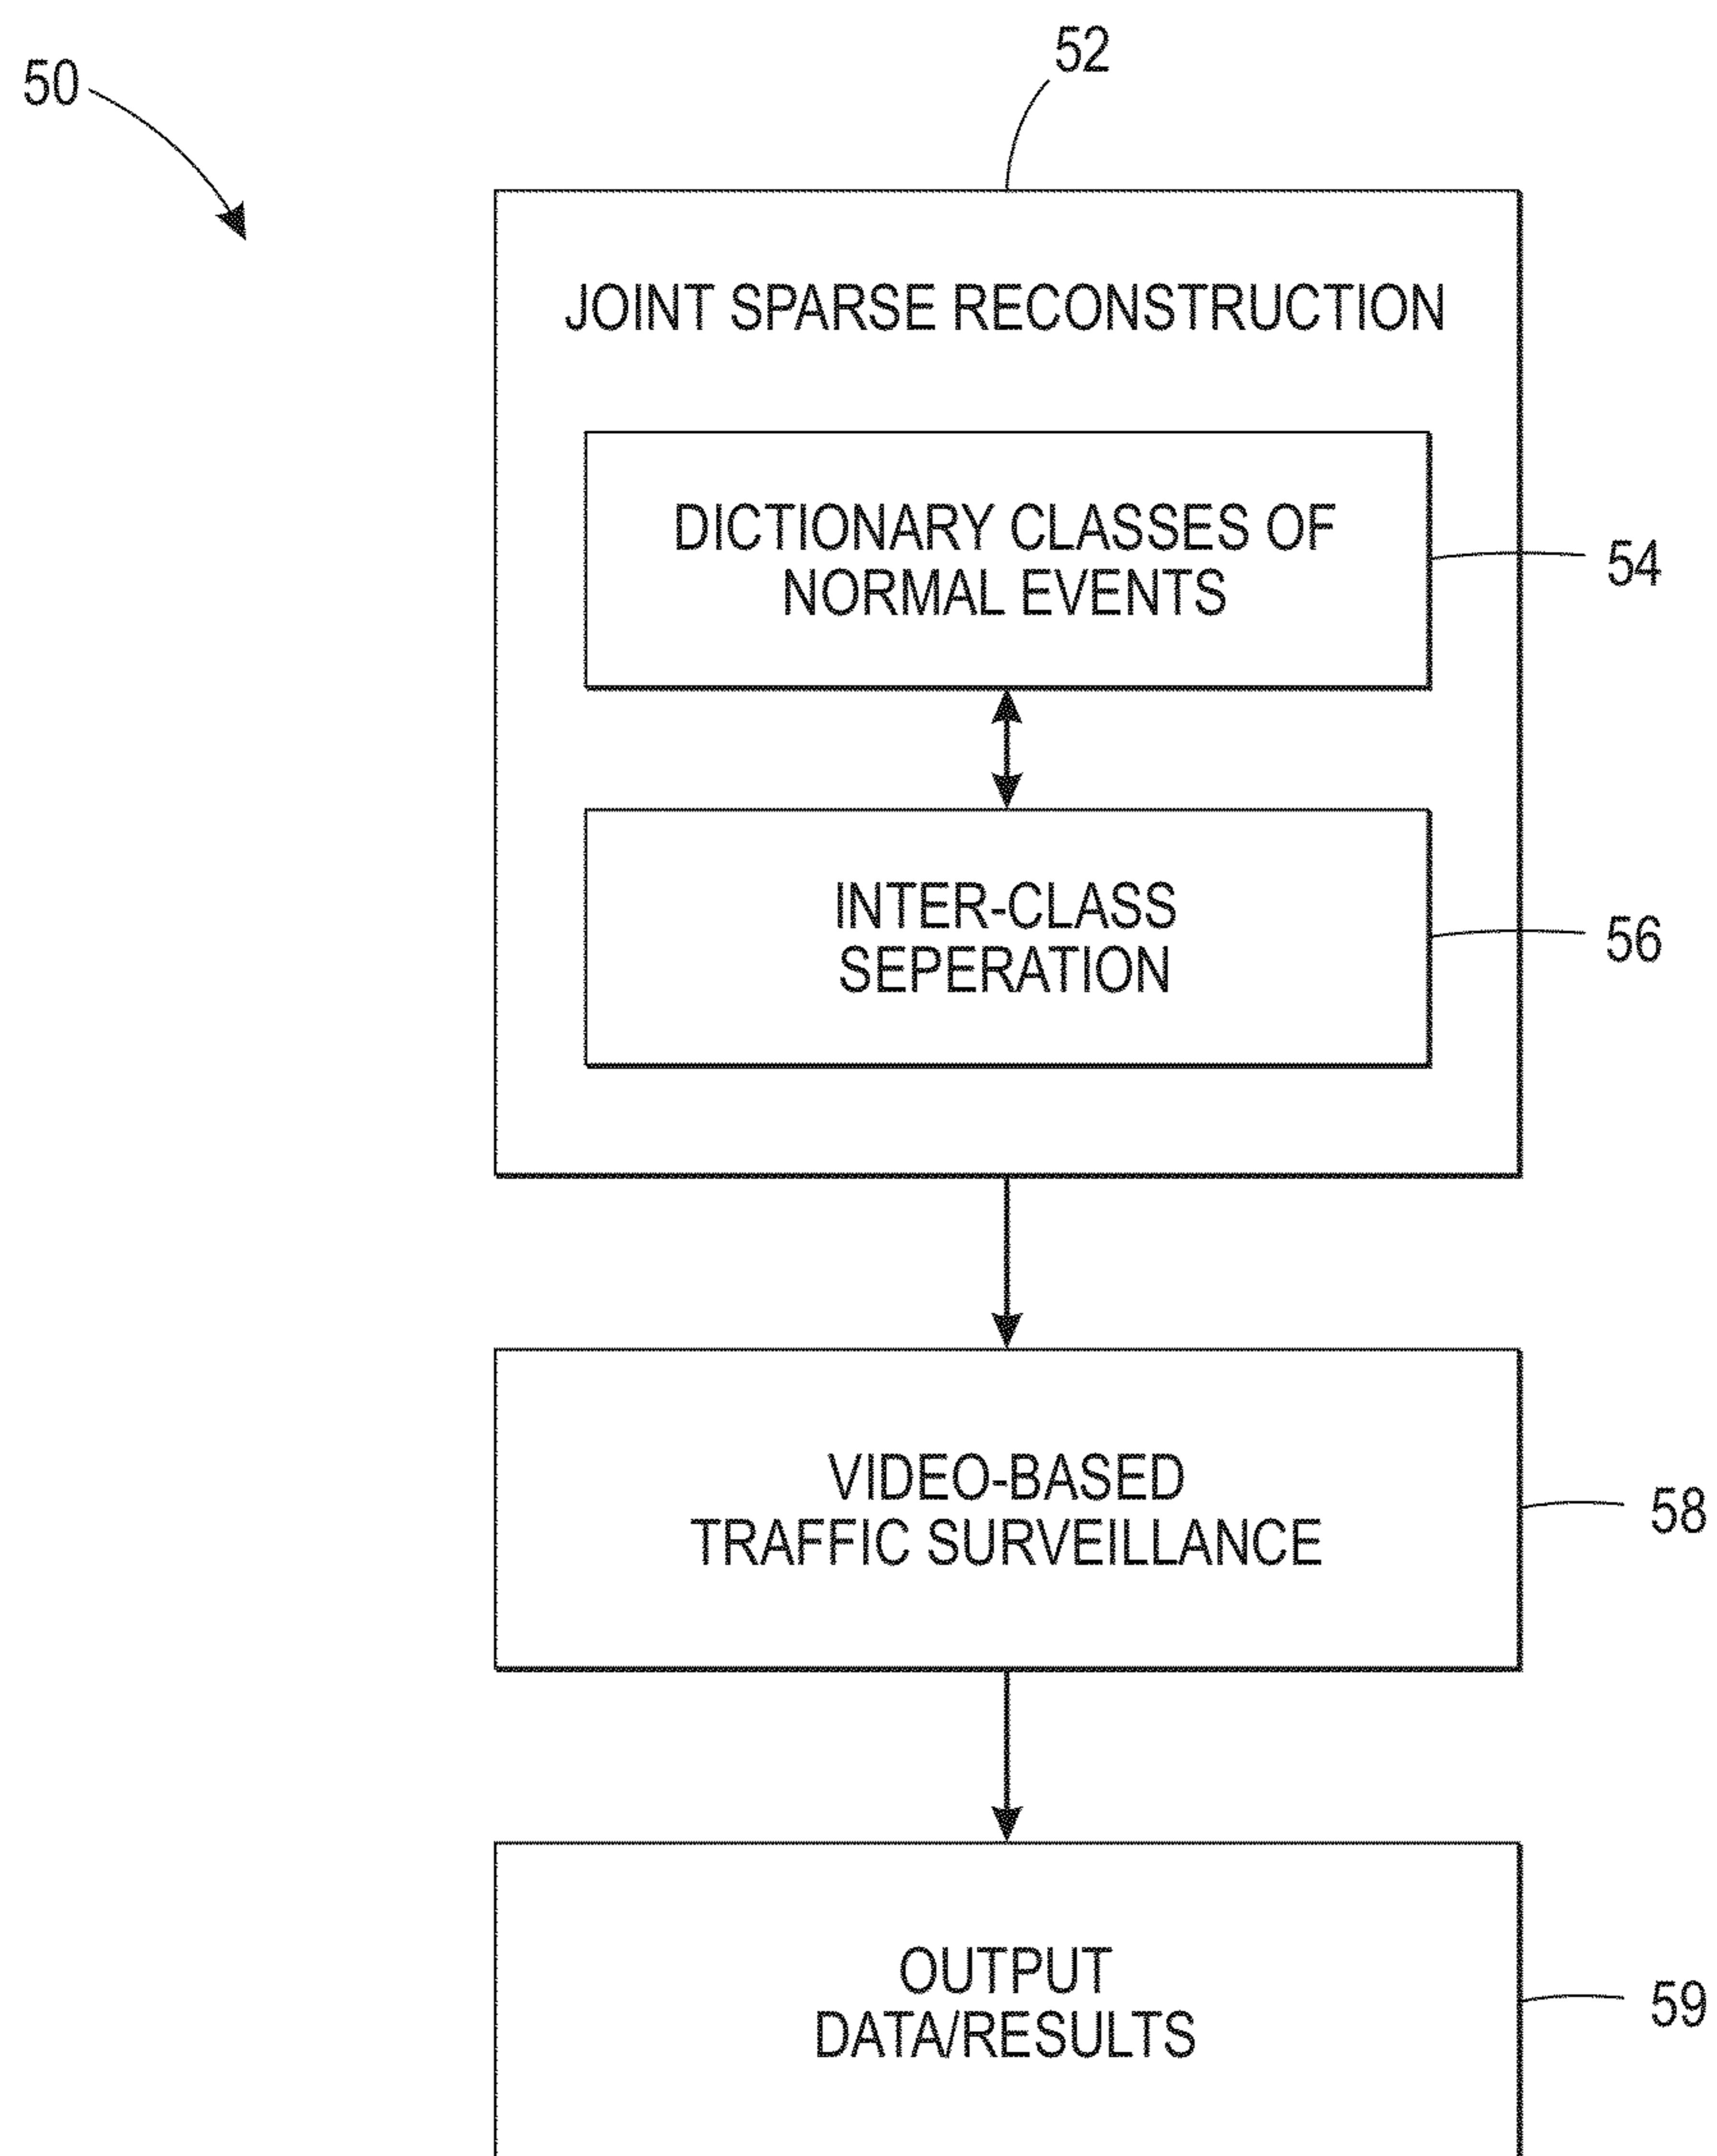 50
52
JOINT SPARSE RECONSTRUCTION
DICTIONARY CLASSES OF
NORMAL EVENTS
54
INTER-CLASS
SEPERATION
56
VIDEO-BASED
TRAFFIC SURVEILLANCE
58
OUTPUT
DATA/RESULTS
59